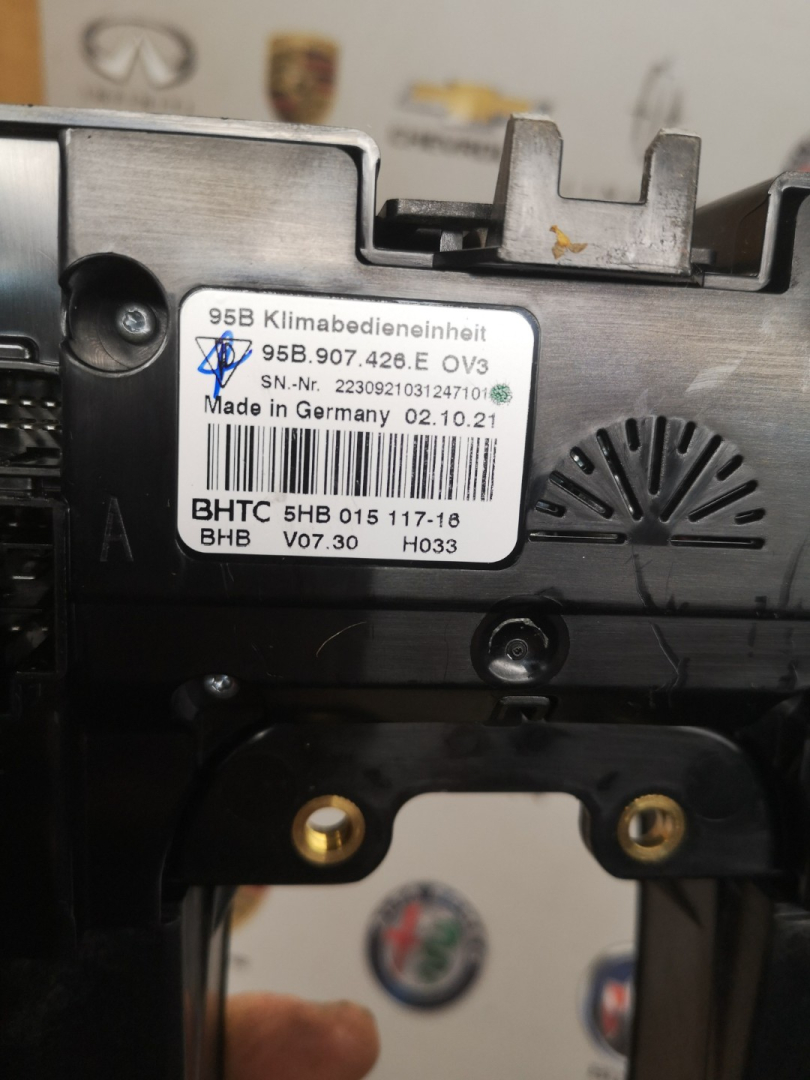 95B Klimabedieneinheit
95B.907.426.E OV3
SN.-Nr. 2230921031247101
Made in Germany 02.10.21
BHTC 5HB 015 117-16
BHB V07.30 H033
A